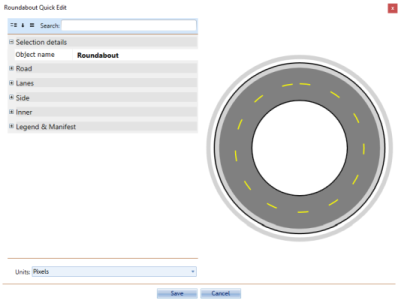 Roundabout Quick Edit
Search:
Selection details
Object name Roundabout
Road
Lanes
Side
Inner
Legend & Manifest
Units: Pixels
Save Cancel